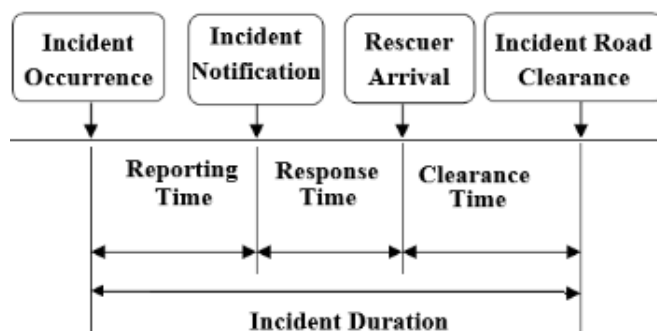 Incident
Occurrence
Incident
Notification
Rescuer
Arrival
Incident Road
Clearance
Reporting
Time
Response
Time
Clearance
Time
Incident Duration